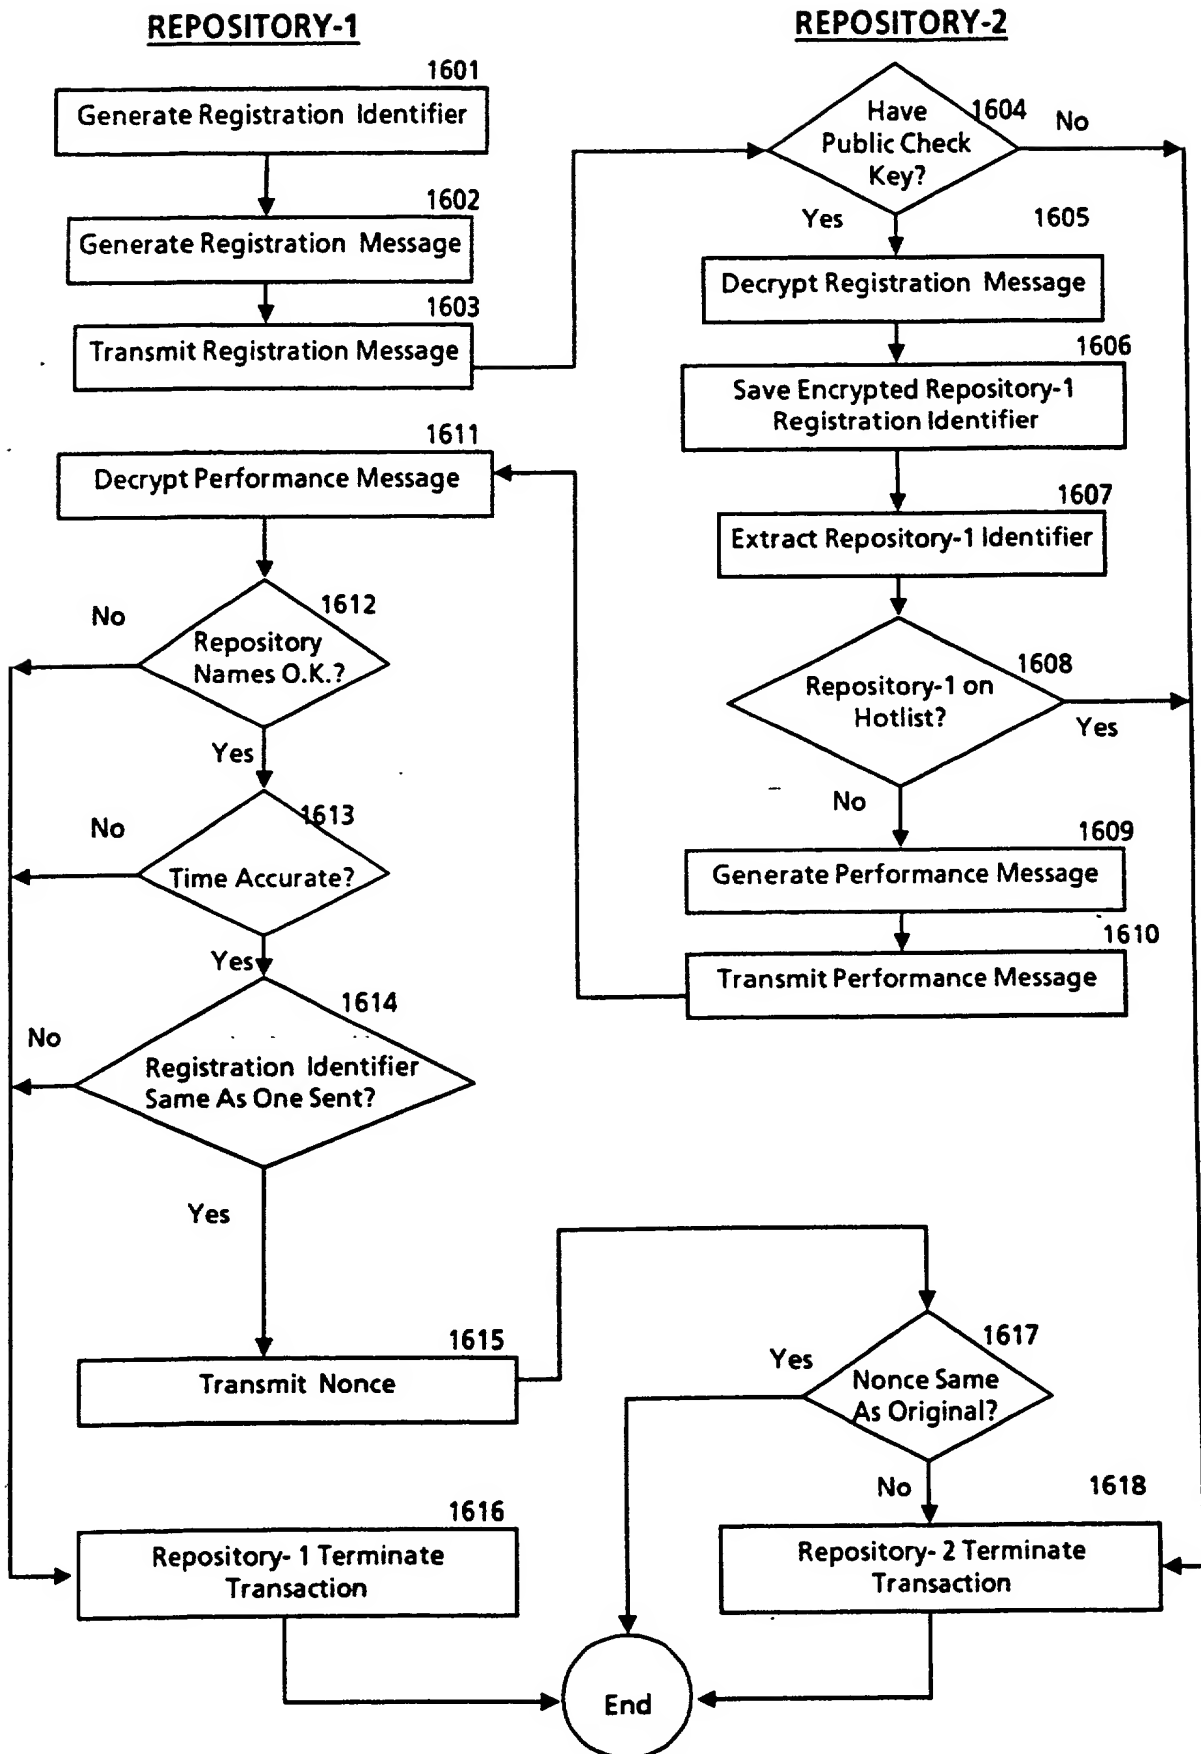 REPOSITORY-1
1601
Generate Registration Identifier
1602
Generate Registration Message
1603
Transmit Registration Message
1611
Decrypt Performance Message
1612
No
Repository
Names O.K.?
Yes
1613
No
Time Accurate?
Yes
1614
No
Registration Identifier
Same As One Sent?
Yes
1615
Transmit Nonce
1616
Repository- 1 Terminate
Transaction
REPOSITORY-2
1604
Have
Public Check
Key?
No
Yes
1605
Decrypt Registration Message
1606
Save Encrypted Repository-1
Registration Identifier
1607
Extract Repository-1 Identifier
1608
Repository-1 on
Hotlist?
Yes
No
1609
Generate Performance Message
1610
Transmit Performance Message
1617
Yes
Nonce Same
As Original?
No
1618
Repository- 2 Terminate
Transaction
End